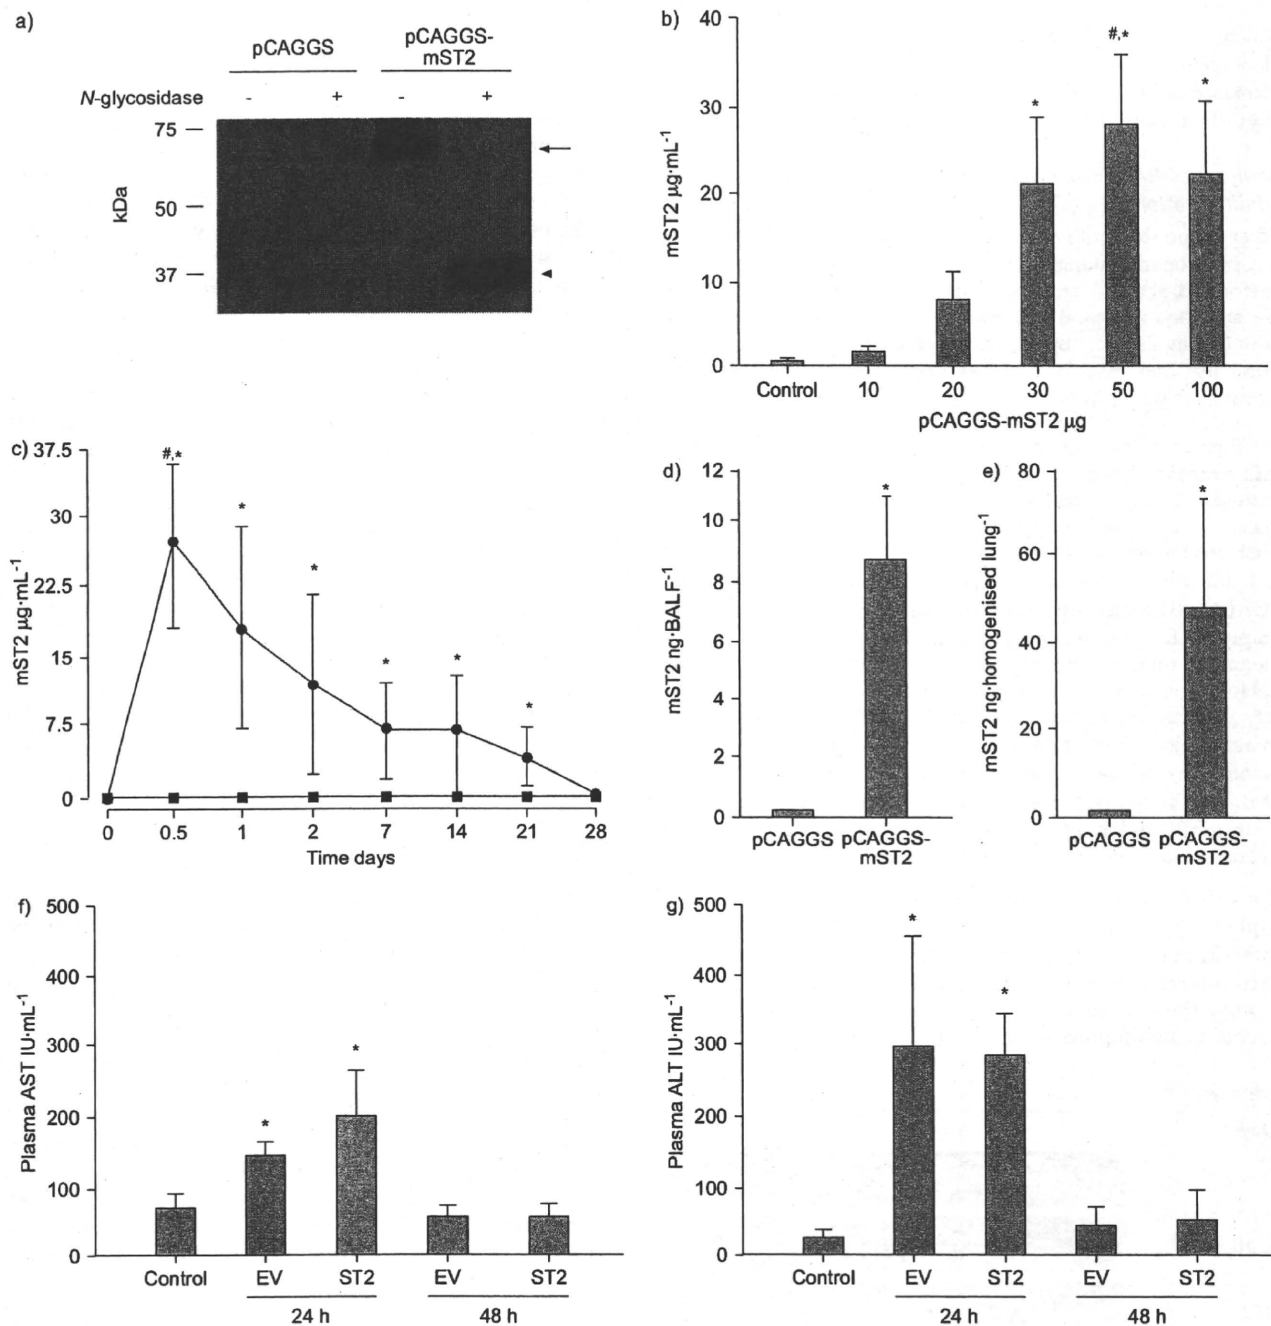 a)
pCAGGS
pCAGGS-
mST2
N-glycosidase
- + - +
75
50
37
kDa
b)
40
30
20
10
0
mST2 µg·mL-1
#,*
*
*
Control 10 20 30 50 100
pCAGGS-mST2 µg
c)
37.5
30
22.5
15
7.5
0
mST2 µg·mL-1
#,*
*
*
*
*
*
0 0.5 1 2 7 14 21 28
Time days
d)
12
10
8
6
4
2
0
mST2 ng·BALF-1
*
pCAGGS pCAGGS-
mST2
e)
80
60
40
20
0
mST2 ng·homogenised lung-1
*
pCAGGS pCAGGS-
mST2
f)
500
400
300
200
100
0
Plasma AST IU·mL-1
*
*
Control EV ST2 EV ST2
24 h 48 h
g)
500
400
300
200
100
0
Plasma ALT IU·mL-1
*
*
Control EV ST2 EV ST2
24 h 48 h